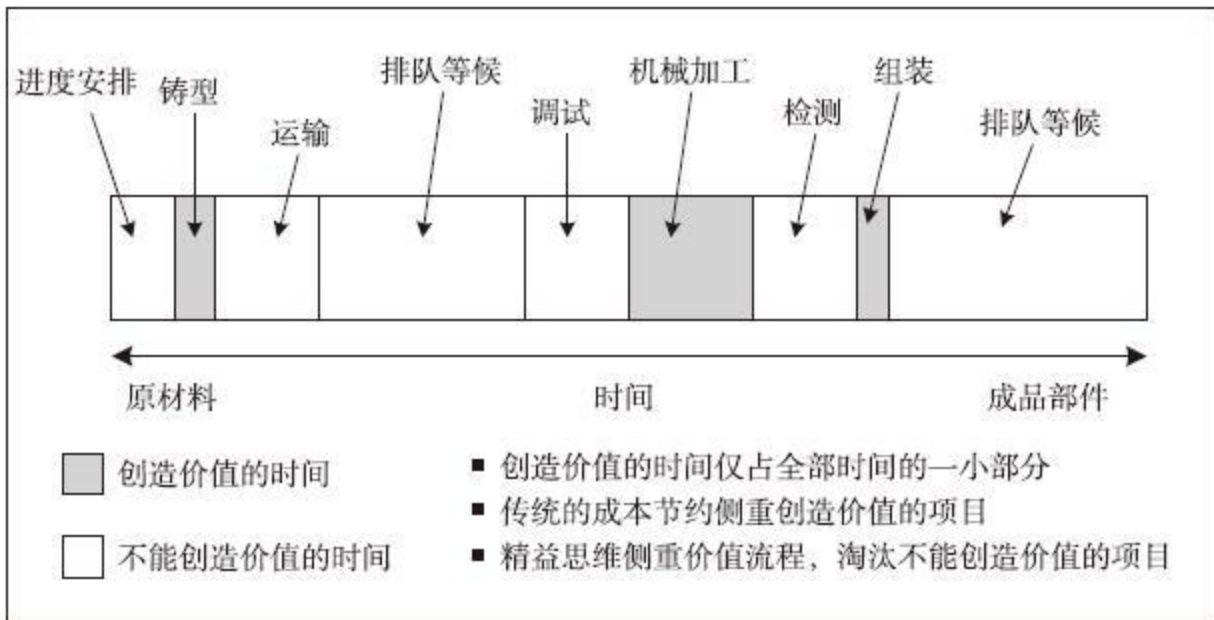 进度安排
铸型
运输
排队等候
调试
机械加工
检测
组装
排队等候
原材料
时间
成品部件
创造价值的时间
不能创造价值的时间
■ 创造价值的时间仅占全部时间的一小部分
■ 传统的成本节约侧重创造价值的项目
■ 精益思维侧重价值流程，淘汰不能创造价值的项目